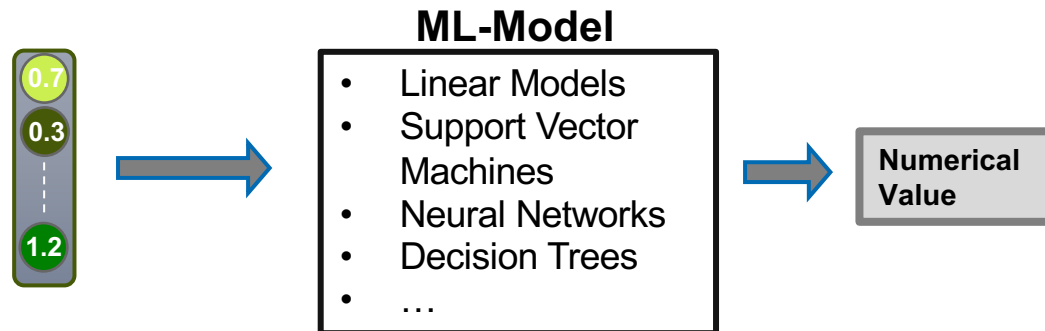 ML-Model
0.7
0.3
1.2
• Linear Models
• Support Vector
Machines
• Neural Networks
• Decision Trees
• …
Numerical
Value